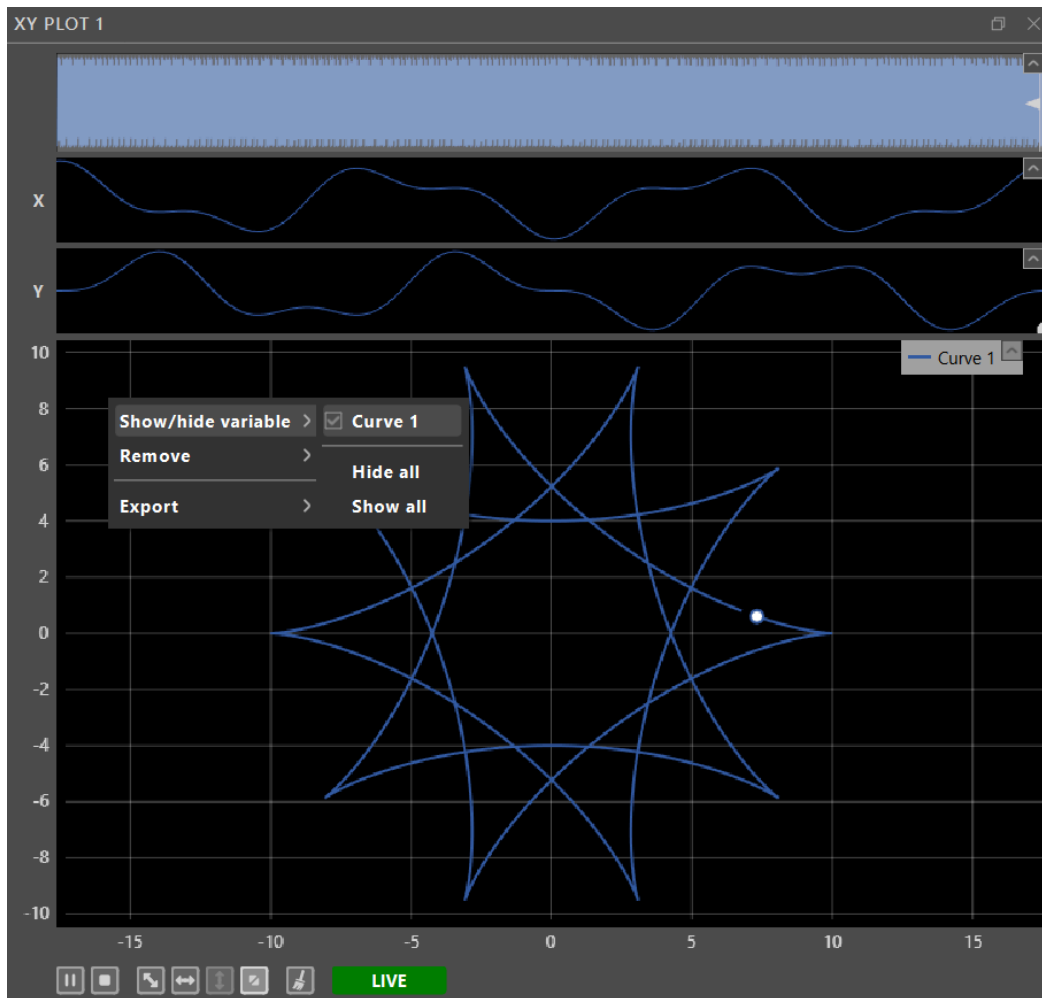 XY PLOT 1
X
Y
10
Curve 1
8
Show/hide variable
Curve 1
Remove
6
Hide all
Export
Show all
4
2
0
-2
-4
-6
-8
-10
-15 -10 -5 0 5 10 15
LIVE